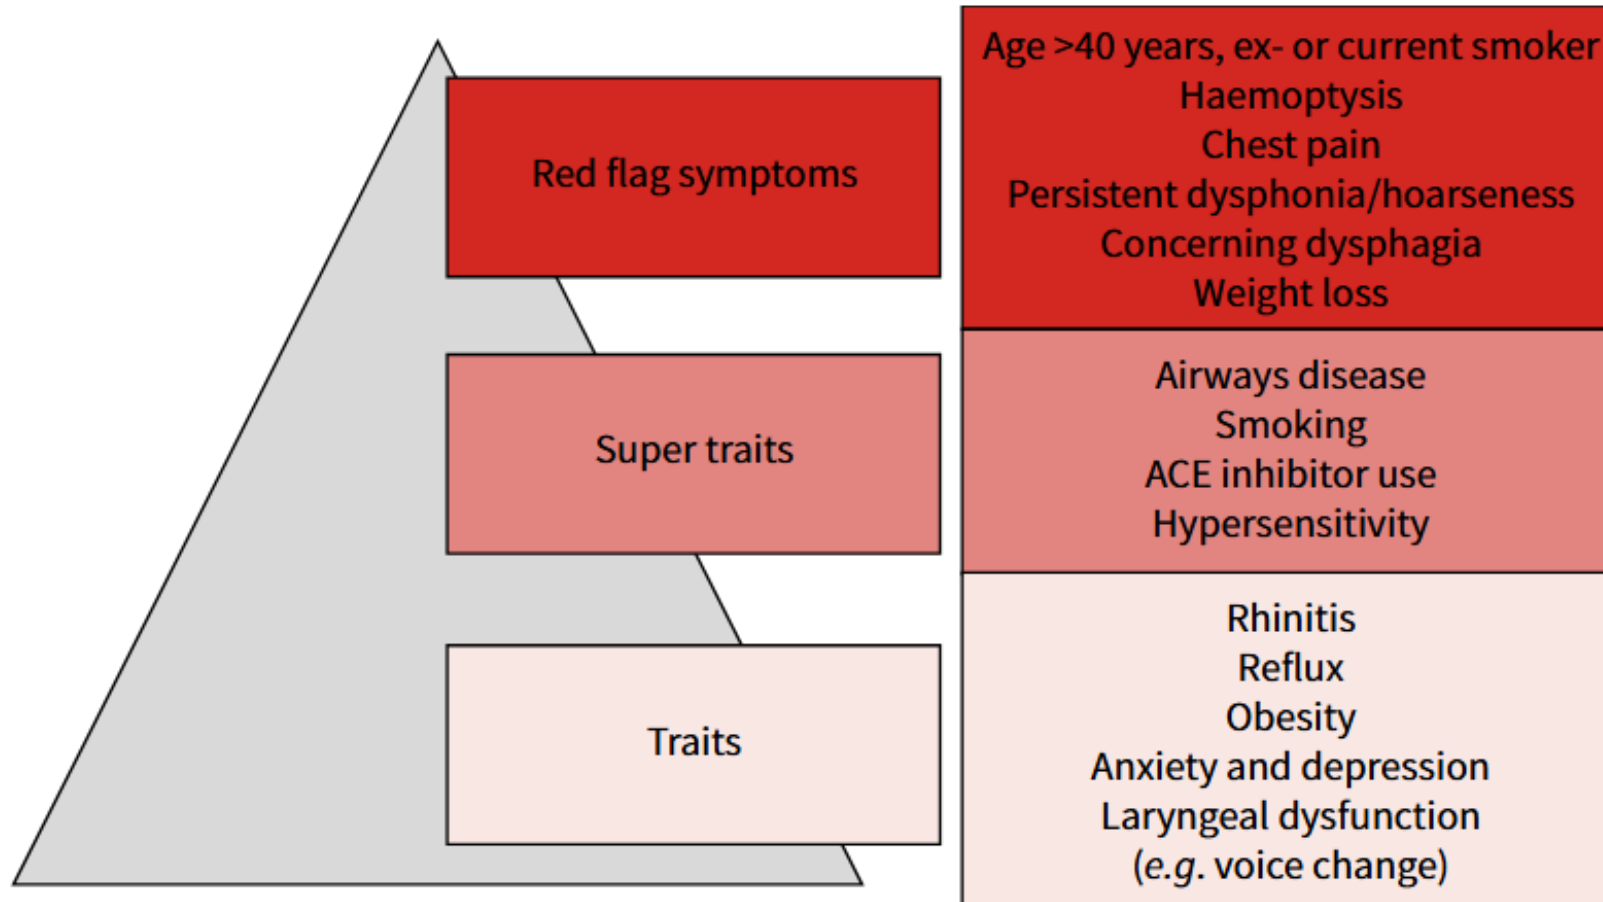 Red flag symptoms
Age >40 years, ex- or current smoker
Haemoptysis
Chest pain
Persistent dysphonia/hoarseness
Concerning dysphagia
Weight loss
Super traits
Airways disease
Smoking
ACE inhibitor use
Hypersensitivity
Traits
Rhinitis
Reflux
Obesity
Anxiety and depression
Laryngeal dysfunction
(e.g. voice change)